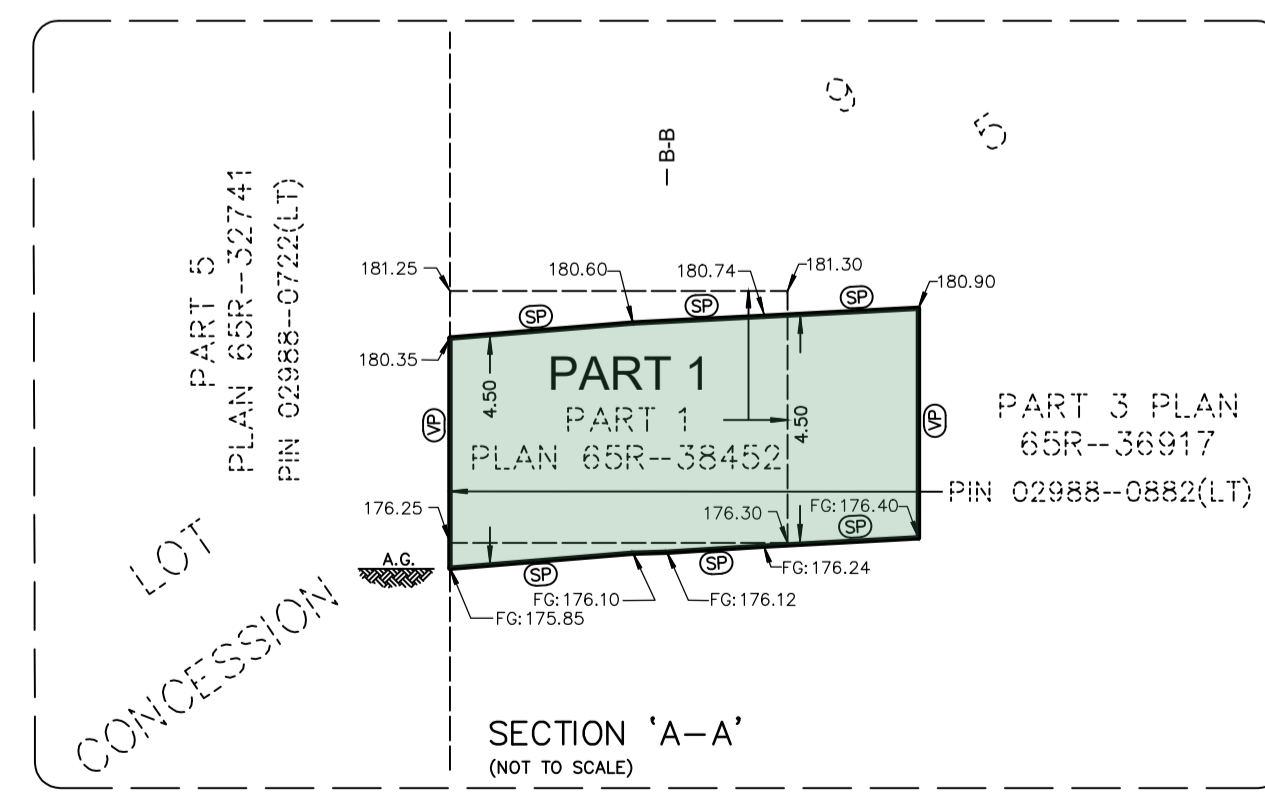 9
5
B-B
PART 5
PLAN 65R--32741
PIN 02988--0722(LT)
181.25
180.60
180.74
181.30
180.90
SP
SP
SP
180.35
PART 1
4.50
PART 1
4.50
VP
VP
PART 3 PLAN
65R--36917
PLAN 65R--38452
PIN 02988--0882(LT)
176.25
176.30
FG:176.40
SP
LOT
A.G.
SP
SP
FG:176.24
FG:176.10
FG:176.12
FG:175.85
CONCESSION
SECTION 'A-A'
(NOT TO SCALE)